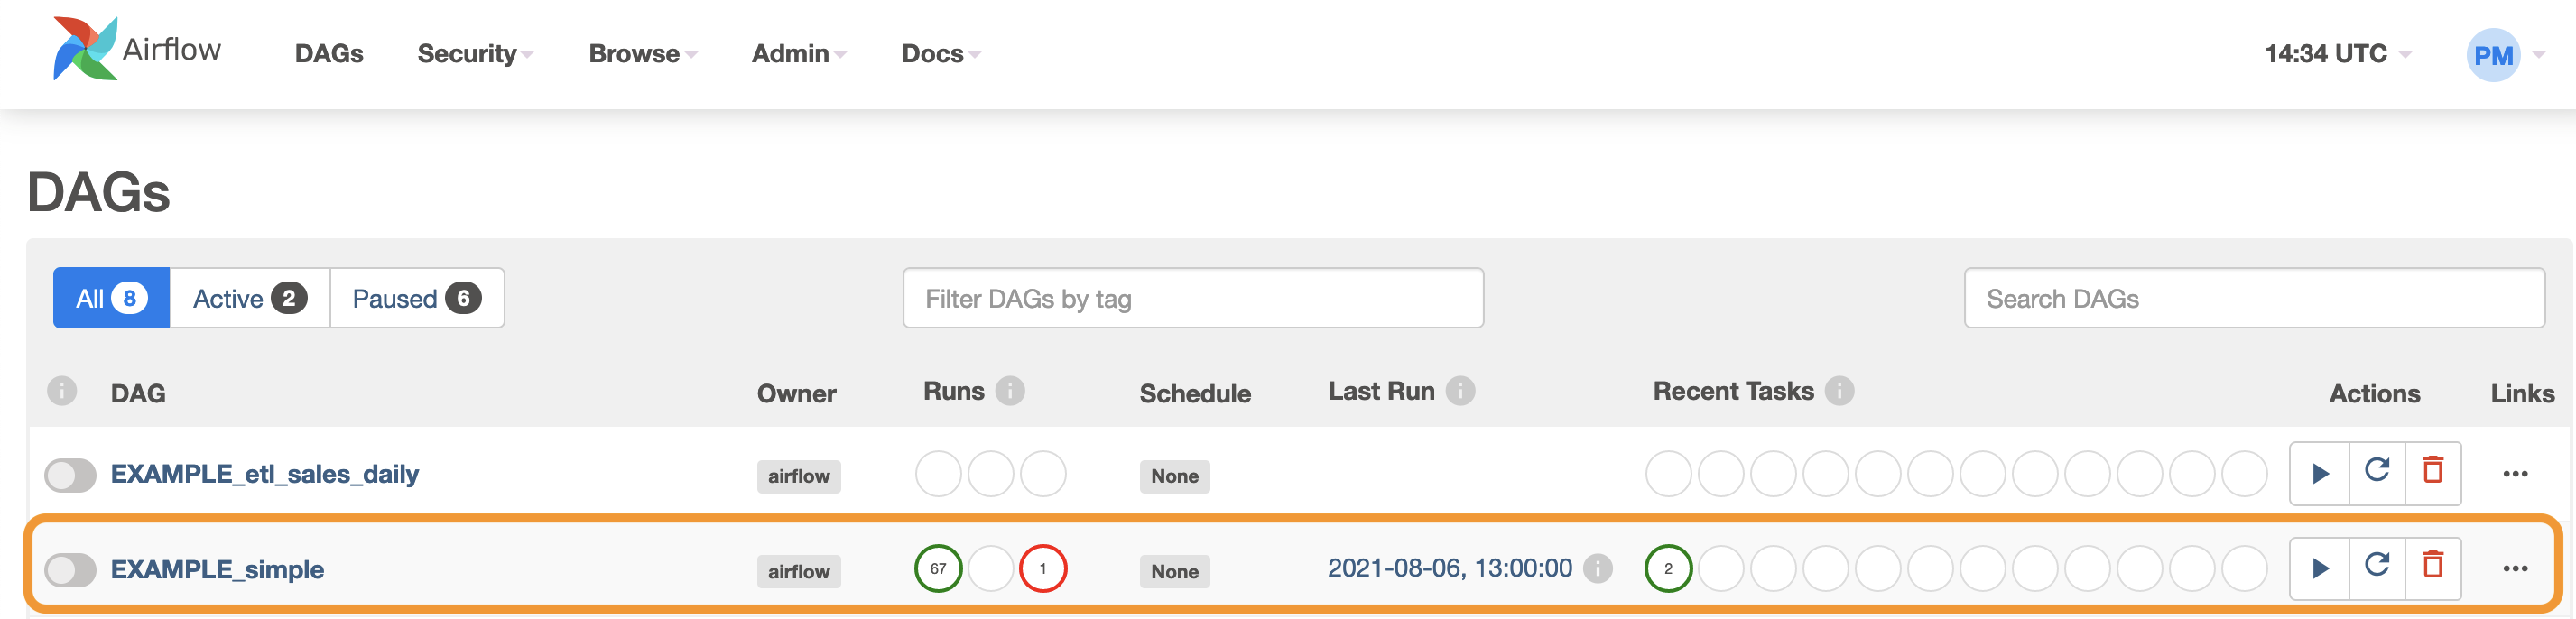 Airflow DAGs Security Browse Admin Docs 14:34 UTC PM
DAGs
All 8 Active 2 Paused 6 Filter DAGs by tag Search DAGs
i DAG Owner Runs i Schedule Last Run i Recent Tasks i Actions Links
EXAMPLE_etl_sales_daily airflow None
EXAMPLE_simple airflow 67 1 None 2021-08-06, 13:00:00 i 2